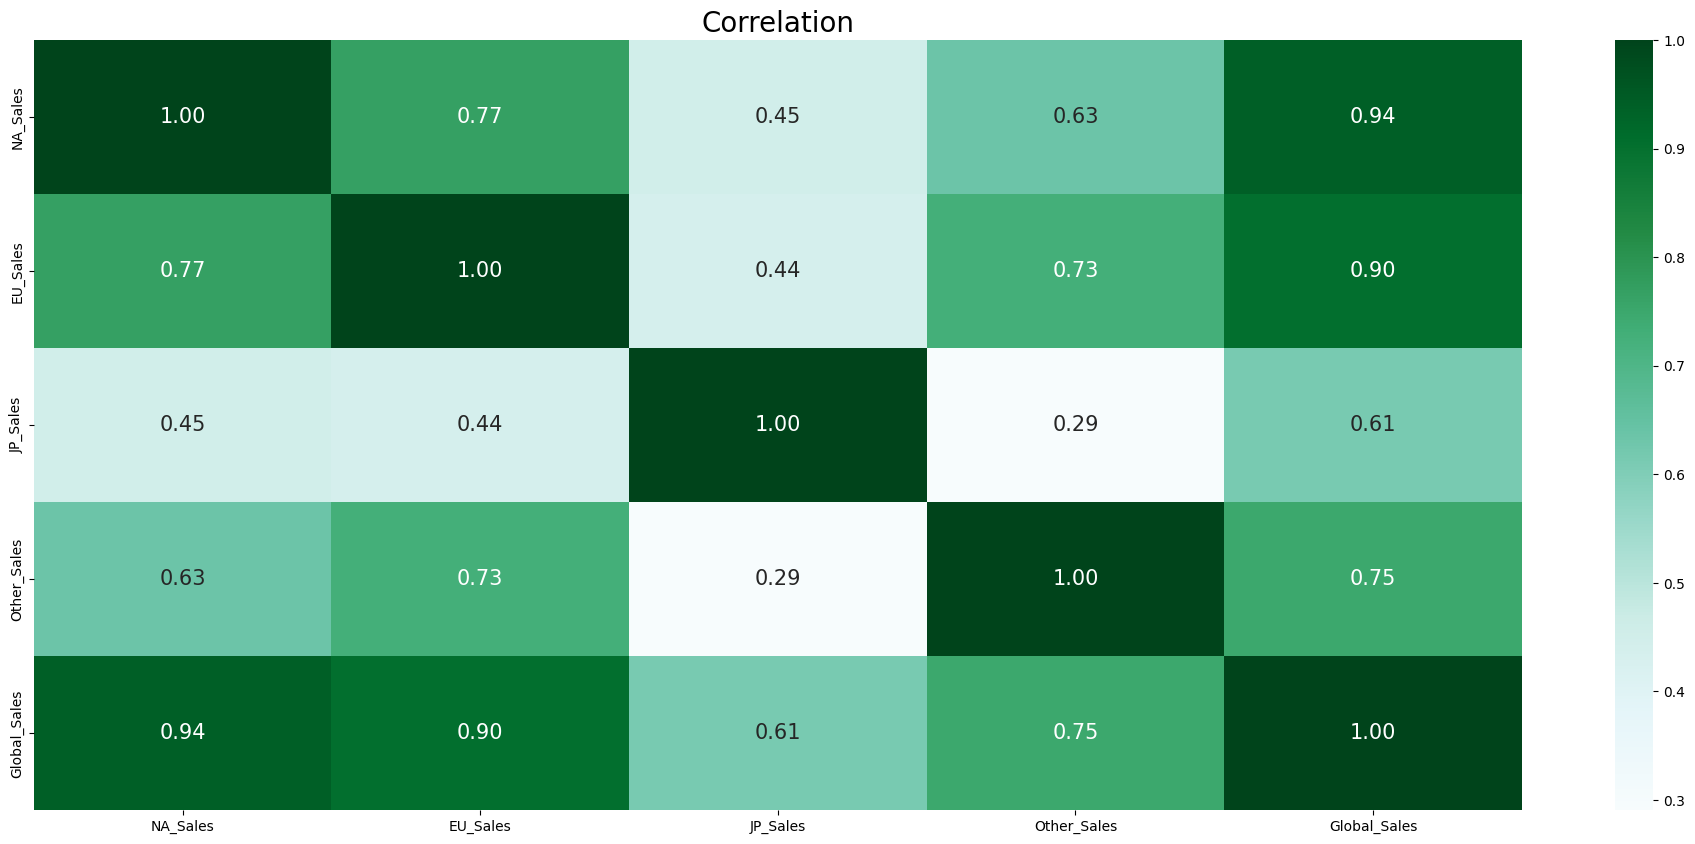 Correlation
NA_Sales 1.00 0.77 0.45 0.63 0.94
EU_Sales 0.77 1.00 0.44 0.73 0.90
JP_Sales 0.45 0.44 1.00 0.29 0.61
Other_Sales 0.63 0.73 0.29 1.00 0.75
Global_Sales 0.94 0.90 0.61 0.75 1.00
NA_Sales EU_Sales JP_Sales Other_Sales Global_Sales
1.0
0.9
0.8
0.7
0.6
0.5
0.4
0.3